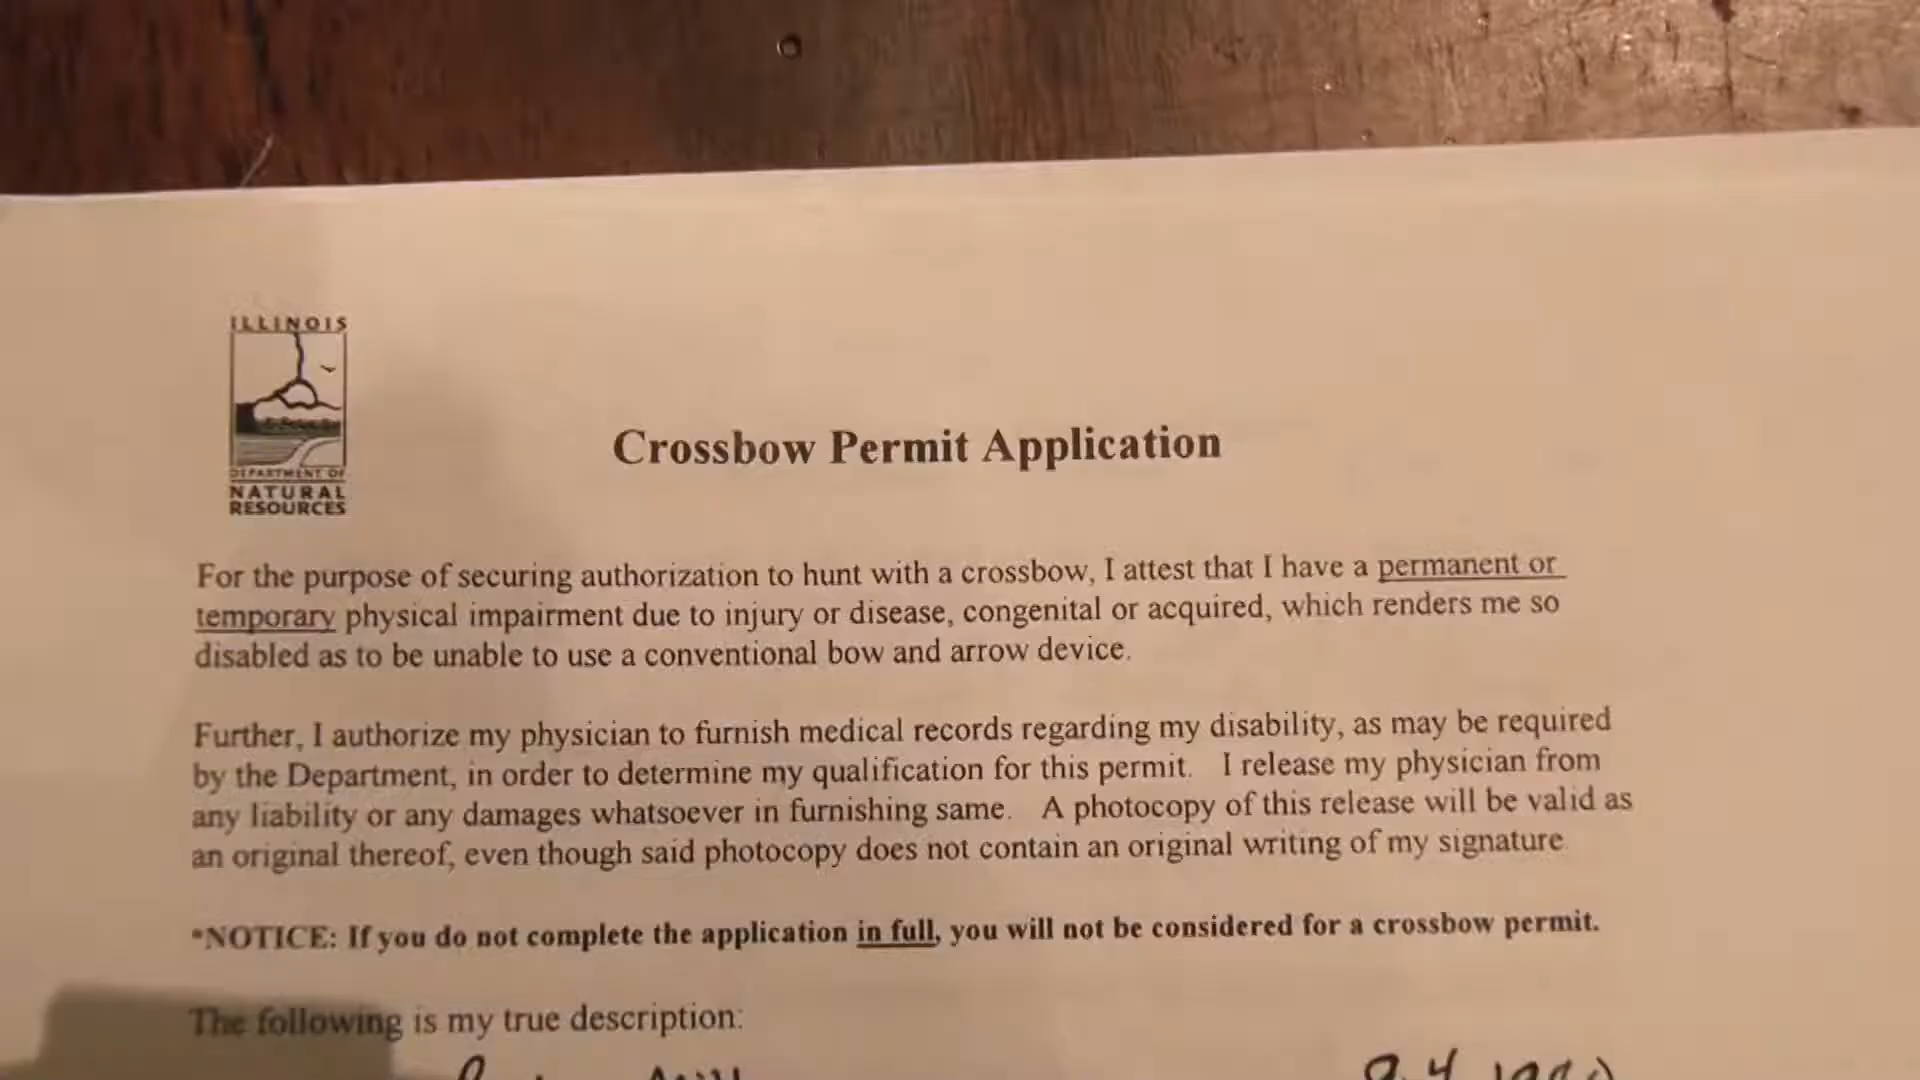 ILLINOIS
DEPARTMENT OF
NATURAL
RESOURCES
Crossbow Permit Application
For the purpose of securing authorization to hunt with a crossbow, I attest that I have a permanent or
temporary physical impairment due to injury or disease, congenital or acquired, which renders me so
disabled as to be unable to use a conventional bow and arrow device.
Further, I authorize my physician to furnish medical records regarding my disability, as may be required
by the Department, in order to determine my qualification for this permit. I release my physician from
any liability or any damages whatsoever in furnishing same. A photocopy of this release will be valid as
an original thereof, even though said photocopy does not contain an original writing of my signature
*NOTICE: If you do not complete the application in full, you will not be considered for a crossbow permit.
The following is my true description: